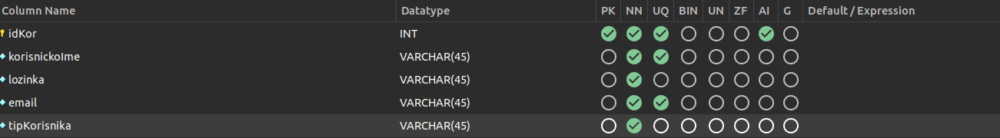 Column Name Datatype PK NN UQ BIN UN ZF AI G Default / Expression
idKor INT
korisnickoIme VARCHAR(45)
lozinka VARCHAR(45)
email VARCHAR(45)
tipKorisnika VARCHAR(45)